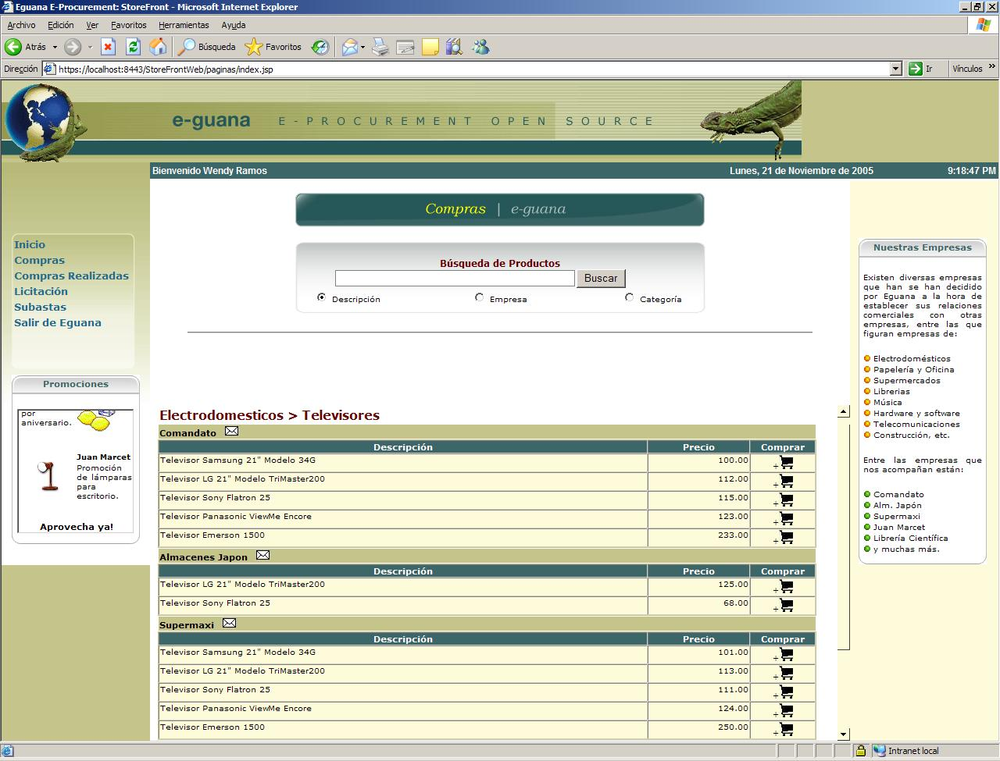 Eguana E-Procurement: StoreFront - Microsoft Internet Explorer
Archivo Edición Ver Favoritos Herramientas Ayuda
Atrás Búsqueda Favoritos
Dirección https://localhost:8443/StoreFrontWeb/paginas/index.jsp Ir Vínculos »
e-guana E-PROCUREMENT OPEN SOURCE
Bienvenido Wendy Ramos Lunes, 21 de Noviembre de 2005 9:18:47 PM
Compras | e-guana
Inicio
Compras
Compras Realizadas
Licitación
Subastas
Salir de Eguana
Promociones
por
aniversario.
Juan Marcet
Promoción
de lámparas
para
escritorio.
Aprovecha ya!
Búsqueda de Productos
Buscar
Descripción Empresa Categoría
Electrodomesticos > Televisores
Comandato
Descripción Precio Comprar
Televisor Samsung 21" Modelo 34G 100.00 +
Televisor LG 21" Modelo TriMaster200 112.00 +
Televisor Sony Flatron 25 115.00 +
Televisor Panasonic ViewMe Encore 123.00 +
Televisor Emerson 1500 233.00 +
Almacenes Japon
Descripción Precio Comprar
Televisor LG 21" Modelo TriMaster200 125.00 +
Televisor Sony Flatron 25 68.00 +
Supermaxi
Descripción Precio Comprar
Televisor Samsung 21" Modelo 34G 101.00 +
Televisor LG 21" Modelo TriMaster200 113.00 +
Televisor Sony Flatron 25 111.00 +
Televisor Panasonic ViewMe Encore 124.00 +
Televisor Emerson 1500 250.00 +
Nuestras Empresas
Existen diversas empresas
que han se han decidido
por Eguana a la hora de
establecer sus relaciones
comerciales con otras
empresas, entre las que
figuran empresas de:
Electrodomésticos
Papelería y Oficina
Supermercados
Librerias
Música
Hardware y software
Telecomunicaciones
Construcción, etc.
Entre las empresas que
nos acompañan están:
Comandato
Alm. Japón
Supermaxi
Juan Marcet
Librería Científica
y muchas más.
Intranet local